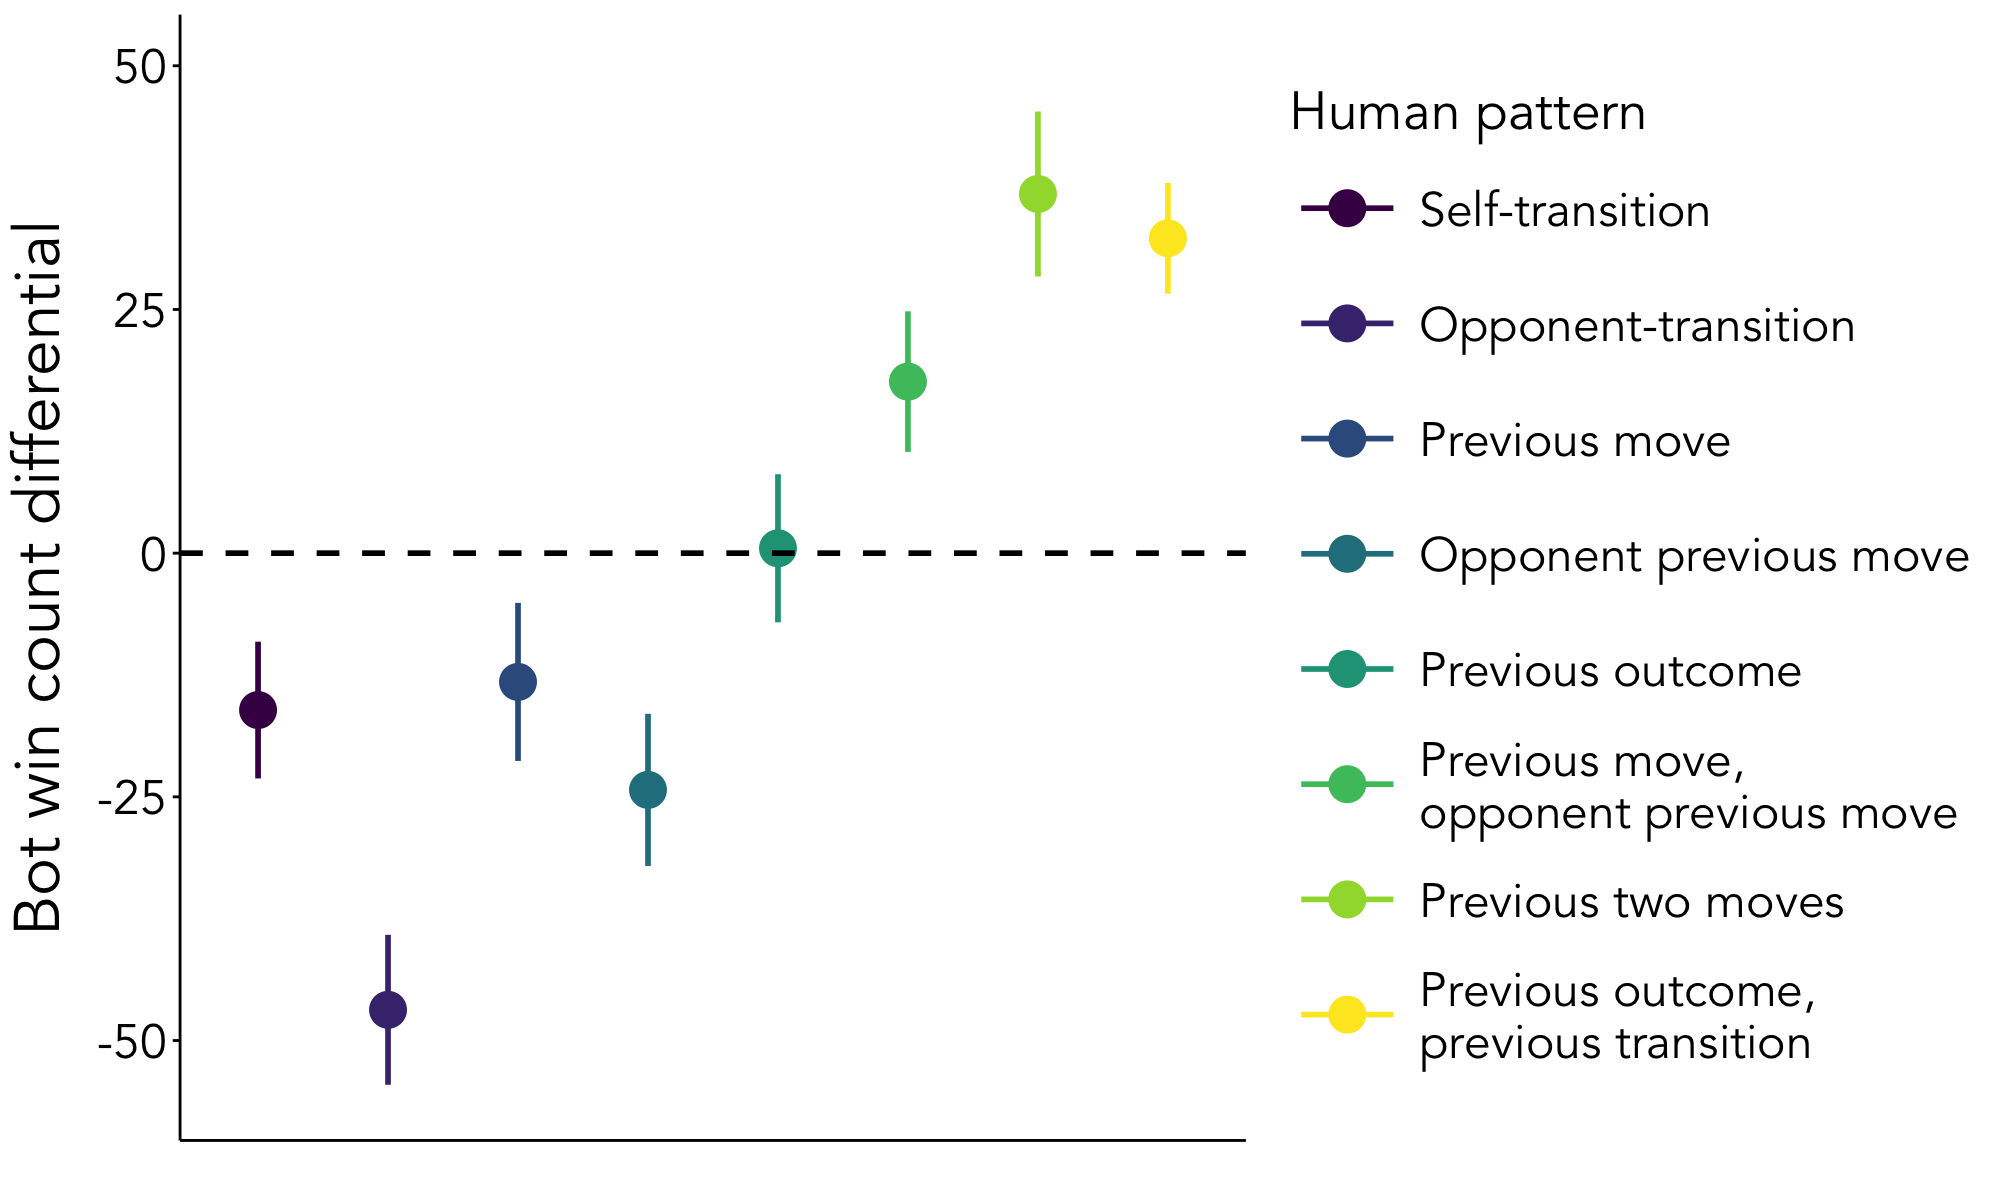 50
25
0
-25
-50
Bot win count differential
Human pattern
Self-transition
Opponent-transition
Previous move
Opponent previous move
Previous outcome
Previous move,
opponent previous move
Previous two moves
Previous outcome,
previous transition